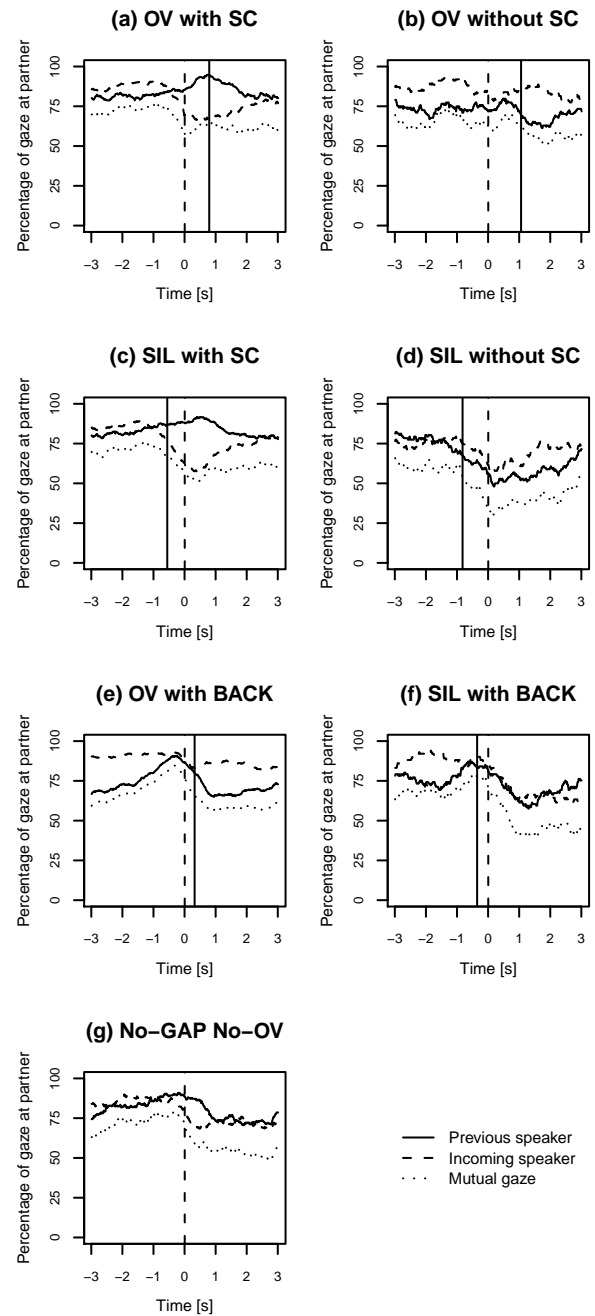 (a) OV with SC
Percentage of gaze at partner
100
75
50
25
0
−3 −2 −1 0 1 2 3
Time [s]
(b) OV without SC
Percentage of gaze at partner
100
75
50
25
0
−3 −2 −1 0 1 2 3
Time [s]
(c) SIL with SC
Percentage of gaze at partner
100
75
50
25
0
−3 −2 −1 0 1 2 3
Time [s]
(d) SIL without SC
Percentage of gaze at partner
100
75
50
25
0
−3 −2 −1 0 1 2 3
Time [s]
(e) OV with BACK
Percentage of gaze at partner
100
75
50
25
0
−3 −2 −1 0 1 2 3
Time [s]
(f) SIL with BACK
Percentage of gaze at partner
100
75
50
25
0
−3 −2 −1 0 1 2 3
Time [s]
(g) No−GAP No−OV
Percentage of gaze at partner
100
75
50
25
0
−3 −2 −1 0 1 2 3
Time [s]
Previous speaker
Incoming speaker
Mutual gaze